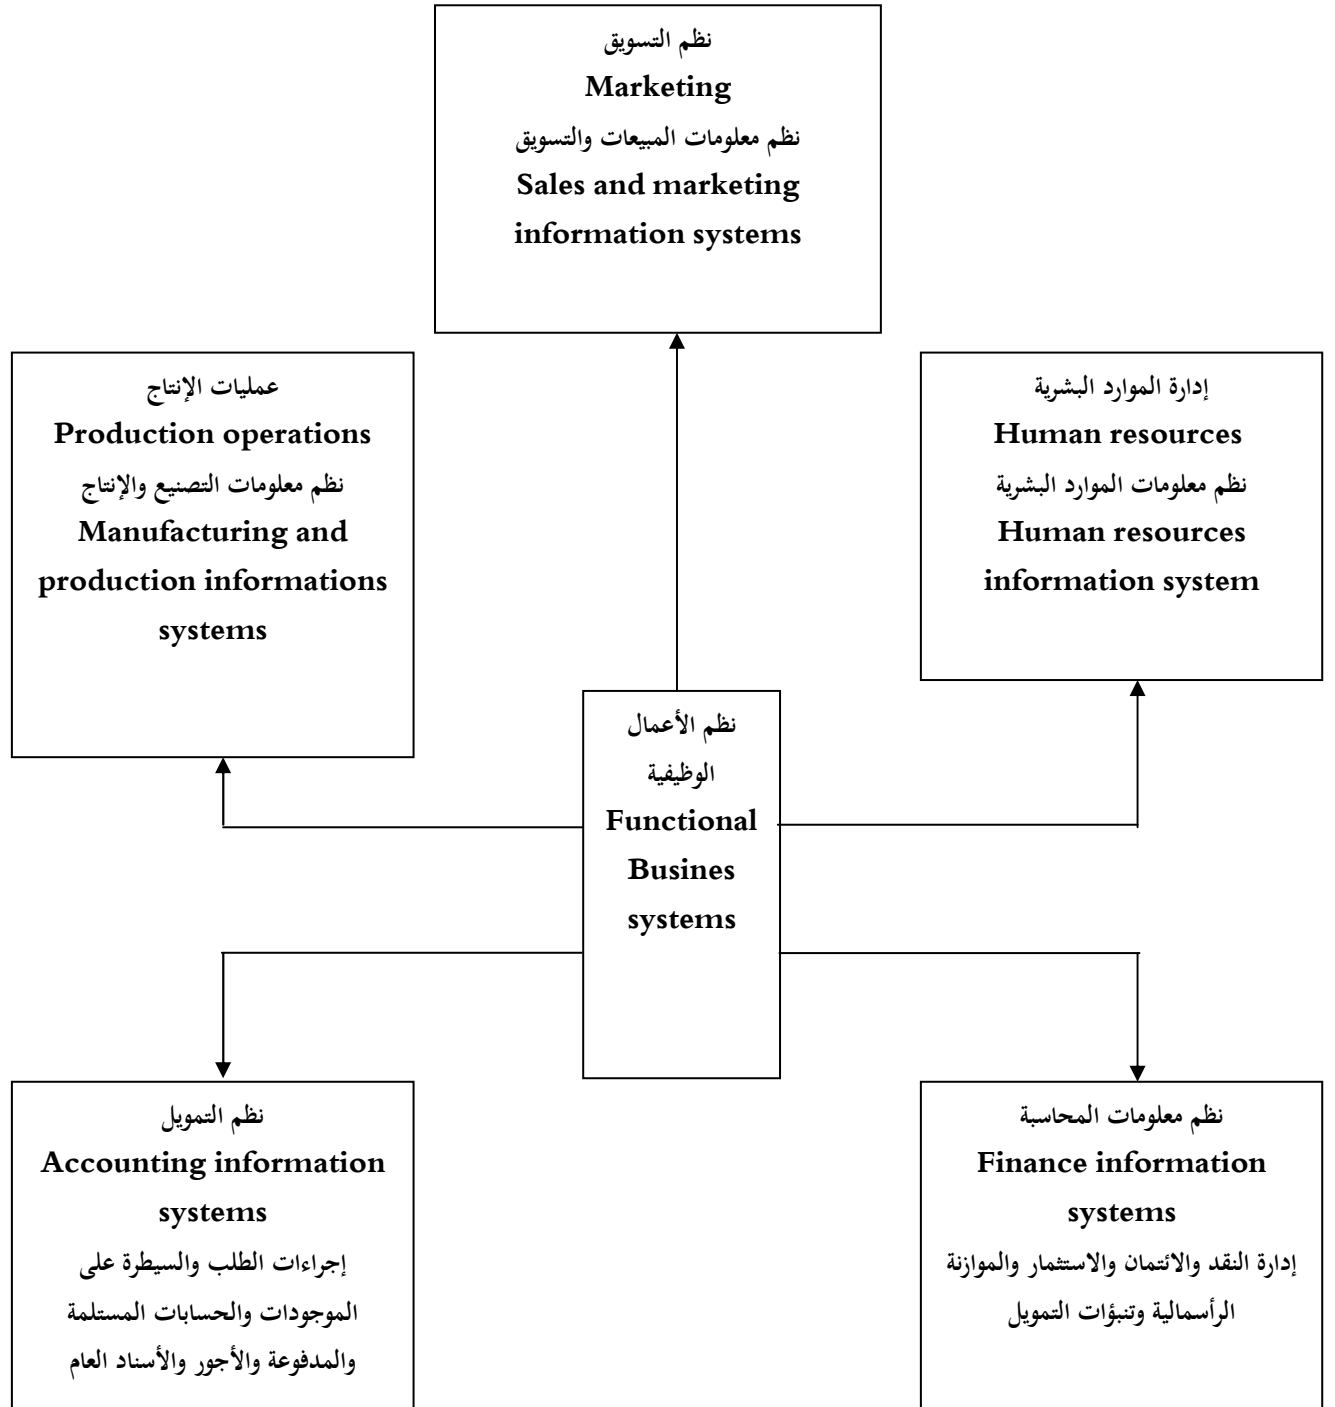 نظم التسويق
Marketing
نظم معلومات المبيعات والتسويق
Sales and marketing
information systems
عمليات الإنتاج
Production operations
نظم معلومات التصنيع والإنتاج
Manufacturing and
production informations
systems
إدارة الموارد البشرية
Human resources
نظم معلومات الموارد البشرية
Human resources
information system
نظم الأعمال
الوظيفية
Functional
Busines
systems
نظم التمويل
Accounting information
systems
إجراءات الطلب والسيطرة على
الموجودات والحسابات المستلمة
والمدفوعة والأجور والأسناد العام
نظم معلومات المحاسبة
Finance information
systems
إدارة النقد والائتمان والاستثمار والموازنة
الرأسمالية وتنبؤات التمويل